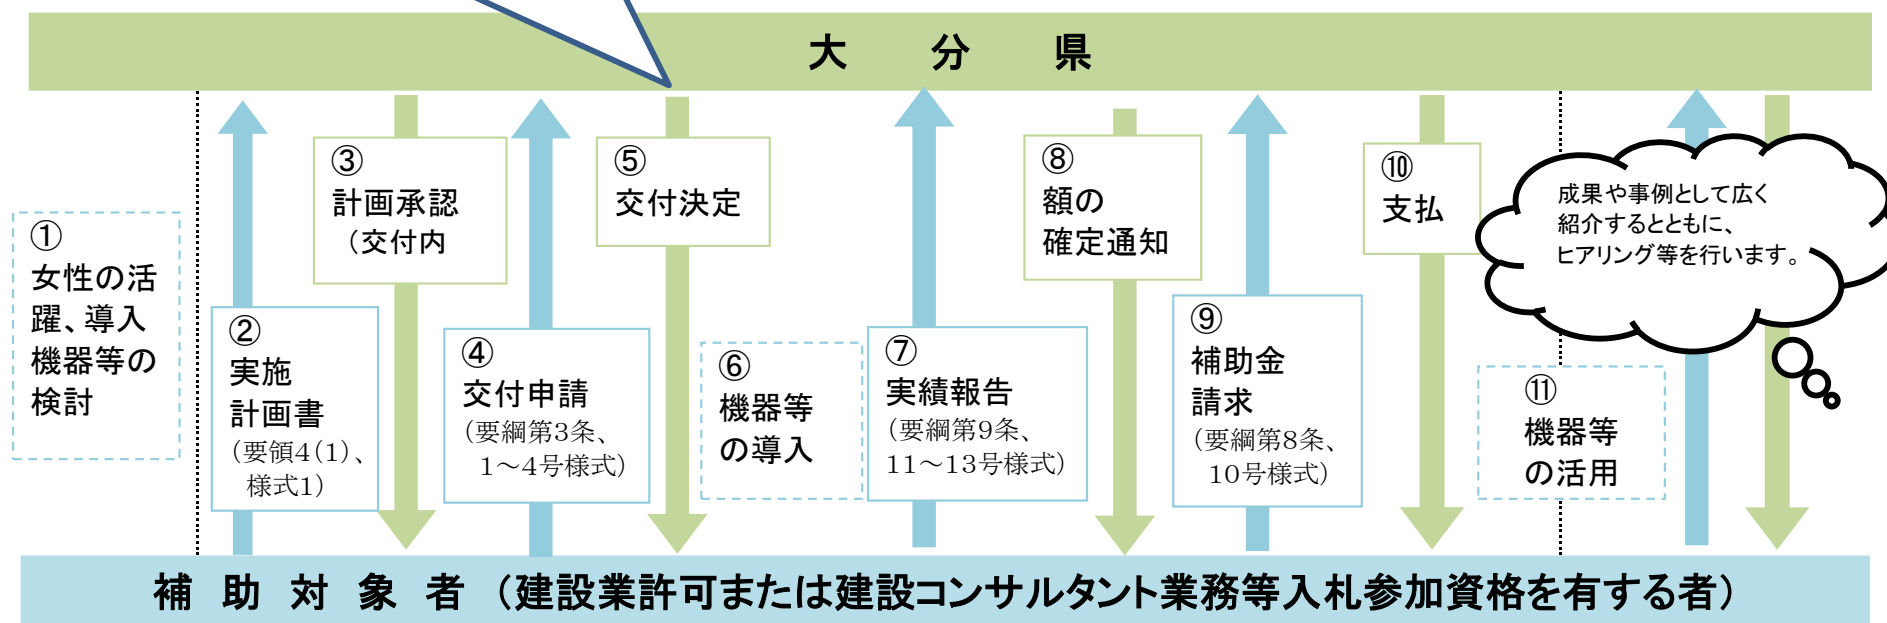 大分県
①
女性の活
躍、導入
機器等の
検討
②
実施
計画書
（要領4(1)、
様式1）
③
計画承認
（交付内
④
交付申請
（要綱第3条、
1～4号様式）
⑤
交付決定
⑥
機器等
の導入
⑦
実績報告
（要綱第9条、
11～13号様式）
⑧
額の
確定通知
⑨
補助金
請求
（要綱第8条、
10号様式）
⑩
支払
成果や事例として広く
紹介するとともに、
ヒアリング等を行います。
⑪
機器等
の活用
補助対象者（建設業許可または建設コンサルタント業務等入札参加資格を有する者）